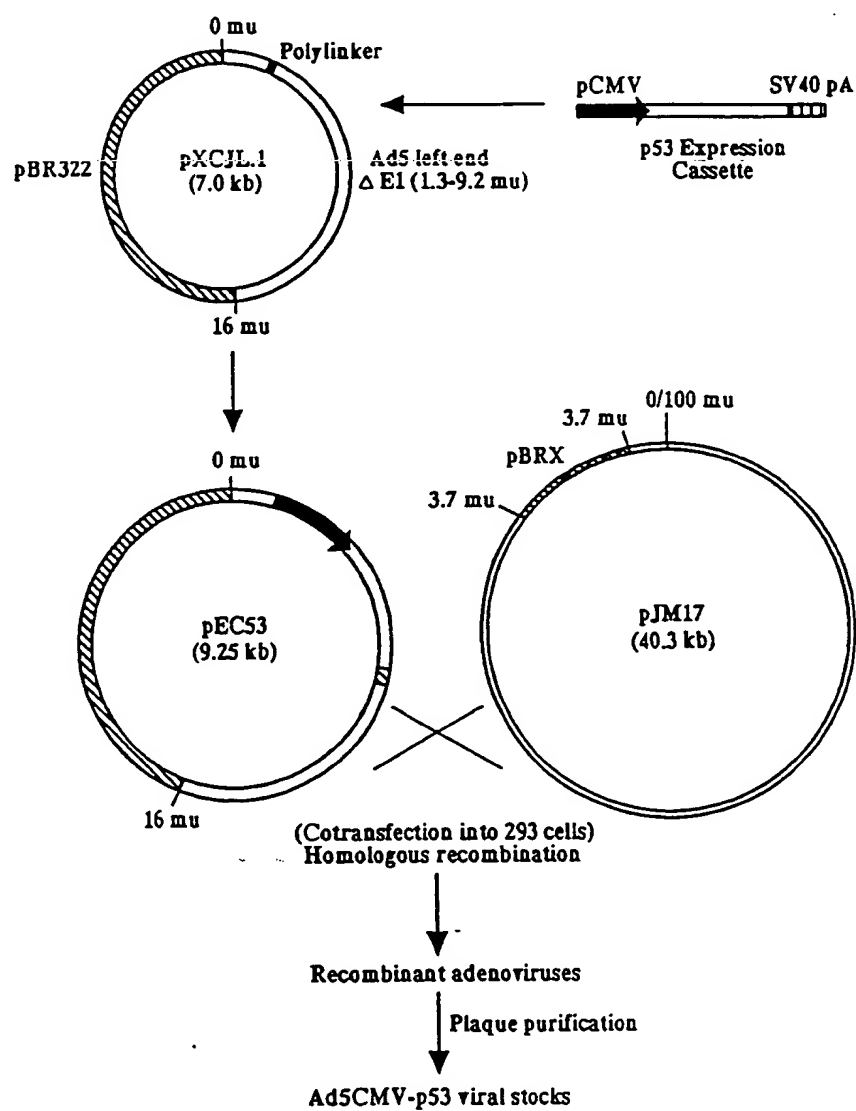 0 mu
Polylinker
pCMV
SV40 pA
pBR322
pXCJL.1
(7.0 kb)
Ad5 left end
Δ E1 (1.3-9.2 mu)
p53 Expression
Cassette
16 mu
0 mu
0/100 mu
3.7 mu
pBRX
3.7 mu
pEC53
(9.25 kb)
pJM17
(40.3 kb)
16 mu
(Cotransfection into 293 cells)
Homologous recombination
Recombinant adenoviruses
Plaque purification
Ad5CMV-p53 viral stocks